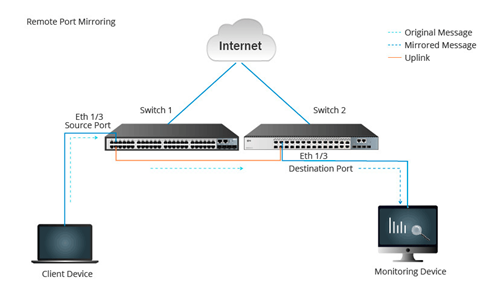 Remote Port Mirroring
Internet
Original Message
Mirrored Message
Uplink
Switch 1
Switch 2
Eth 1/3
Source Port
Eth 1/3
Destination Port
Client Device
Monitoring Device